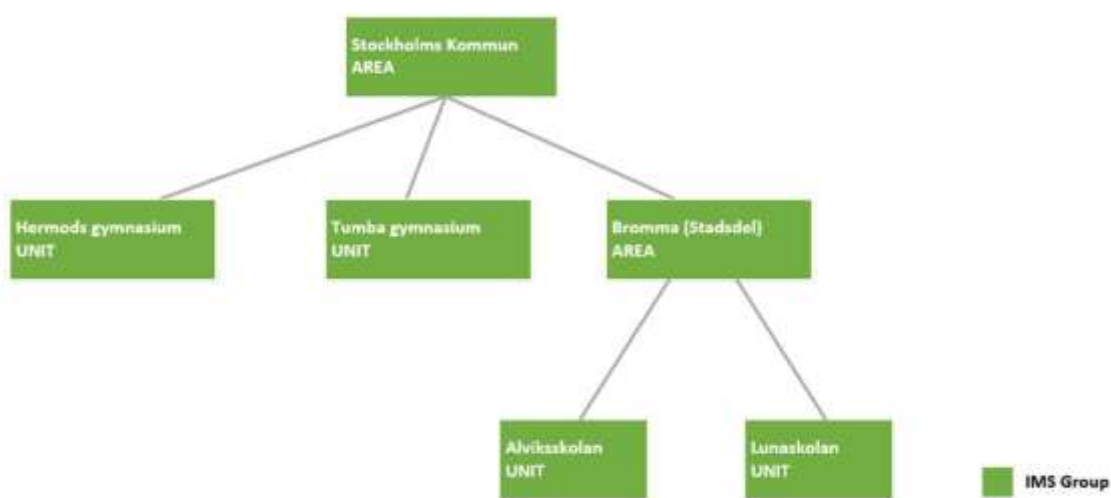 Stockholms Kommun
AREA
Hermods gymnasium
UNIT
Tumba gymnasium
UNIT
Bromma (Stadsdel)
AREA
Alviksskolan
UNIT
Lunaskolan
UNIT
IMS Group